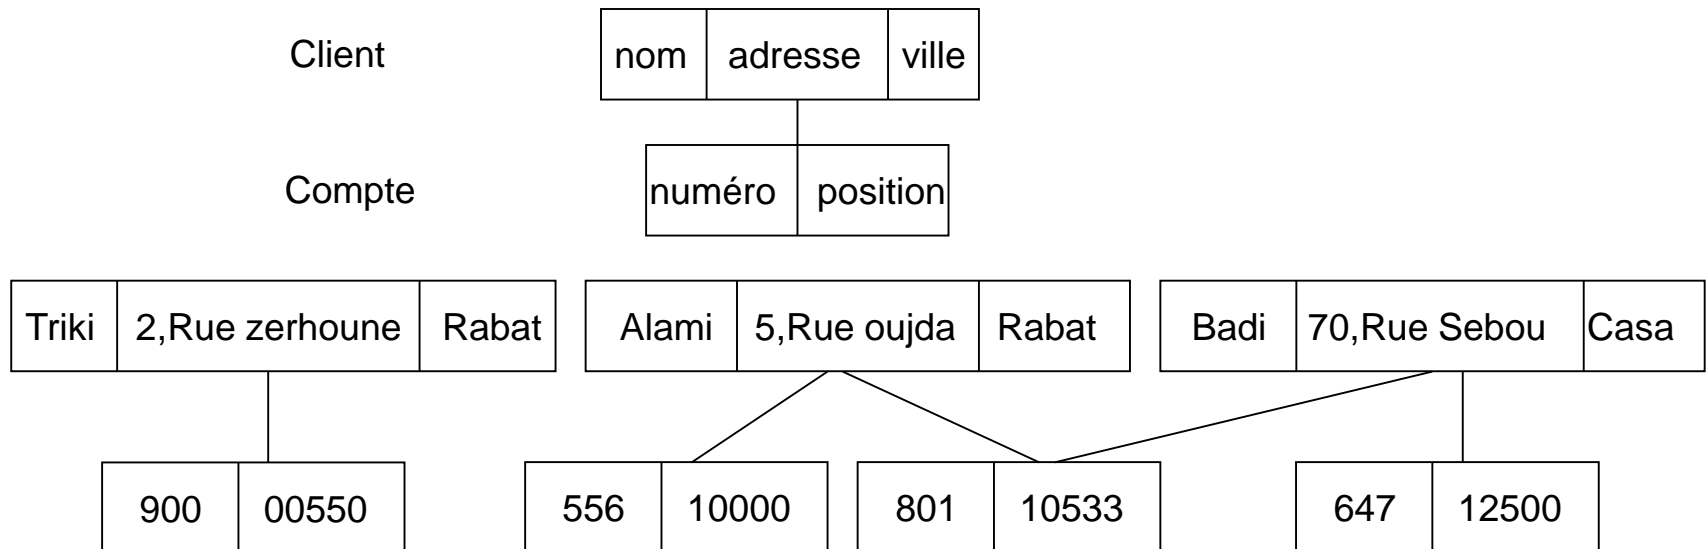 Client nom adresse ville
Compte numéro position
Triki 2,Rue zerhoune Rabat Alami 5,Rue oujda Rabat Badi 70,Rue Sebou Casa
900 00550 556 10000 801 10533 647 12500